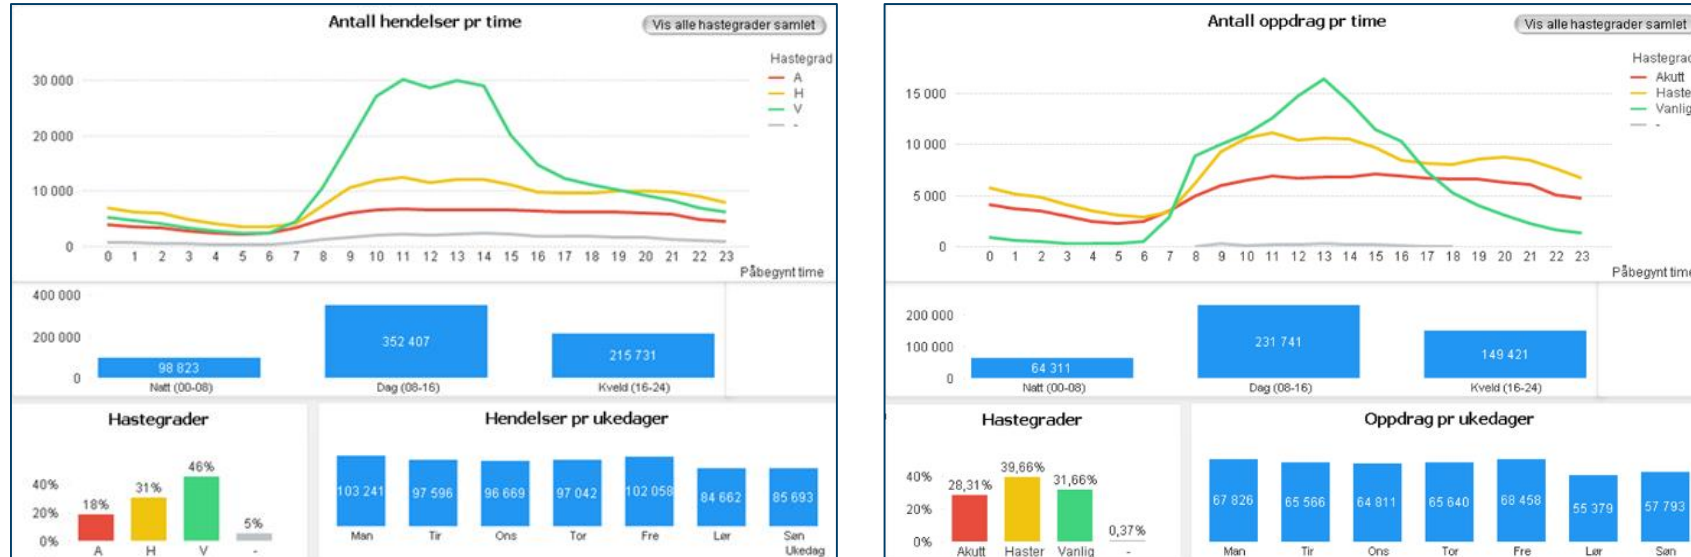 Antall hendelser pr time
Vis alle hastegrader samlet
Hastegrad
A
H
V
-
30 000
20 000
10 000
0
0 1 2 3 4 5 6 7 8 9 10 11 12 13 14 15 16 17 18 19 20 21 22 23
Påbegynt time
400 000
200 000
0
98 823
352 407
215 731
Natt (00-08)
Dag (08-16)
Kveld (16-24)
Hastegrader
40%
20%
0%
18%
31%
46%
5%
A H V -
Hendelser pr ukedager
103 241 97 596 96 669 97 042 102 058 84 662 85 693
Man Tir Ons Tor Fre Lør Søn
Ukedag
Antall oppdrag pr time
Vis alle hastegrader samlet
Hastegrad
Akutt
Haste
Vanlig
-
15 000
10 000
5 000
0
0 1 2 3 4 5 6 7 8 9 10 11 12 13 14 15 16 17 18 19 20 21 22 23
Påbegynt time
200 000
100 000
0
64 311
231 741
149 421
Natt (00-08)
Dag (08-16)
Kveld (16-24)
Hastegrader
40%
20%
0%
28,31%
39,66%
31,66%
0,37%
Akutt Haster Vanlig -
Oppdrag pr ukedager
67 826 65 566 64 811 65 640 68 458 55 379 57 793
Man Tir Ons Tor Fre Lør Søn